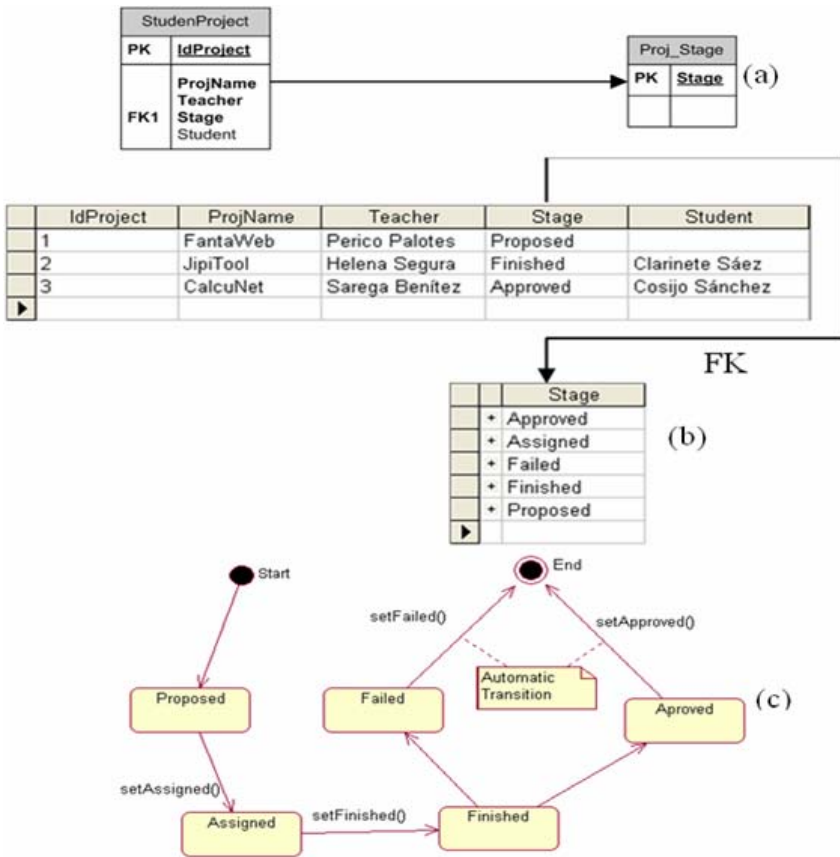 StudenProject
PK IdProject
ProjName
Teacher
FK1 Stage
Student
Proj_Stage
PK Stage
(a)
IdProject ProjName Teacher Stage Student
1 FantaWeb Perico Palotes Proposed
2 JipiTool Helena Segura Finished Clarinete Sáez
3 CalcuNet Sarega Benítez Approved Cosijo Sánchez
FK
Stage
+ Approved
+ Assigned
+ Failed
+ Finished
+ Proposed
(b)
Start
End
setFailed()
setApproved()
Automatic
Transition
Proposed
Failed
Aproved
(c)
setAssigned()
setFinished()
Assigned
Finished